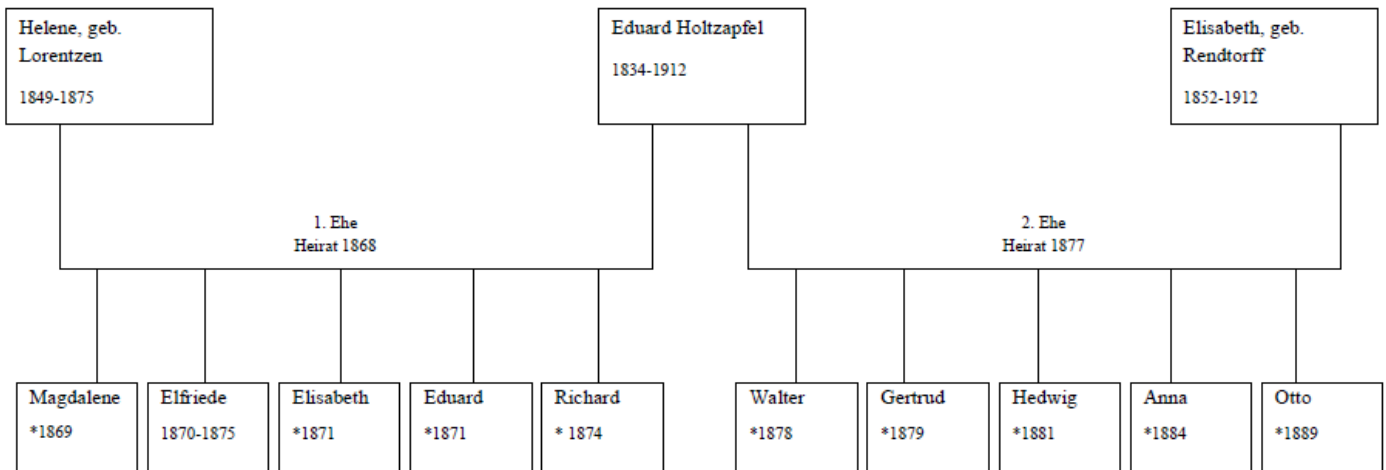 Helene, geb.
Lorentzen
1849-1875
Eduard Holtzapfel
1834-1912
Elisabeth, geb.
Rendtorff
1852-1912
1. Ehe
Heirat 1868
2. Ehe
Heirat 1877
Magdalene
*1869
Elfriede
1870-1875
Elisabeth
*1871
Eduard
*1871
Richard
* 1874
Walter
*1878
Gertrud
*1879
Hedwig
*1881
Anna
*1884
Otto
*1889